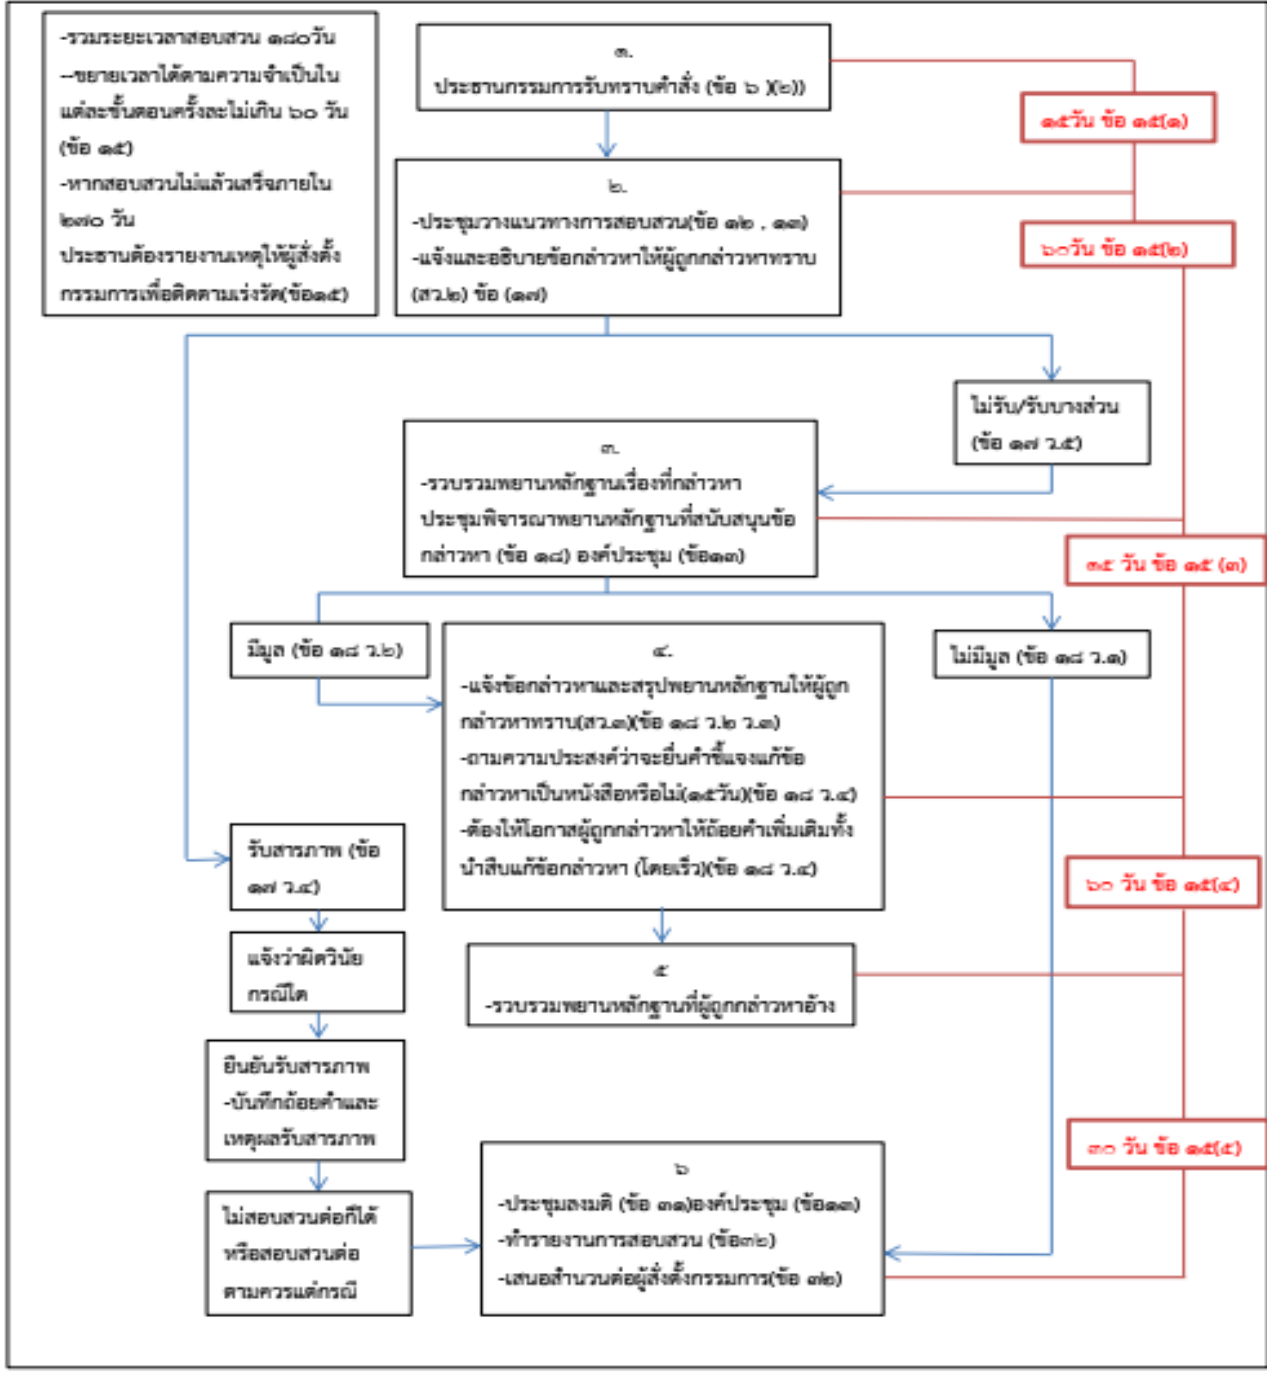 -รวมระยะเวลาสอบสวน ๑๘๐วัน
--ขยายเวลาได้ตามความจำเป็นใน
แต่ละขั้นตอนครั้งละไม่เกิน ๖๐ วัน
(ข้อ ๑๕)
-หากสอบสวนไม่แล้วเสร็จภายใน
๒๗๐ วัน
ประธานต้องรายงานเหตุให้ผู้สั่งตั้ง
กรรมการเพื่อติดตามเร่งรัด(ข้อ๑๕)
๑.
ประธานกรรมการรับทราบคำสั่ง (ข้อ ๖ )(๒))
๑๕วัน ข้อ ๑๕(๑)
๒.
-ประชุมวางแนวทางการสอบสวน(ข้อ ๑๒ , ๑๓)
-แจ้งและอธิบายข้อกล่าวหาให้ผู้ถูกกล่าวหาทราบ
(สว.๒) ข้อ (๑๗)
๖๐วัน ข้อ ๑๕(๒)
ไม่รับ/รับบางส่วน
(ข้อ ๑๗ ว.๕)
๓.
-รวบรวมพยานหลักฐานเรื่องที่กล่าวหา
ประชุมพิจารณาพยานหลักฐานที่สนับสนุนข้อ
กล่าวหา (ข้อ ๑๘) องค์ประชุม (ข้อ๑๓)
๑๕ วัน ข้อ ๑๕ (๓)
มีมูล (ข้อ ๑๘ ว.๒)
ไม่มีมูล (ข้อ ๑๘ ว.๑)
๔.
-แจ้งข้อกล่าวหาและสรุปพยานหลักฐานให้ผู้ถูก
กล่าวหาทราบ(สว.๓)(ข้อ ๑๘ ว.๒ ว.๓)
-ถามความประสงค์ว่าจะยื่นคำชี้แจงแก้ข้อ
กล่าวหาเป็นหนังสือหรือไม่(๑๕วัน)(ข้อ ๑๘ ว.๔)
-ต้องให้โอกาสผู้ถูกกล่าวหาให้ถ้อยคำเพิ่มเติมทั้ง
นำสืบแก้ข้อกล่าวหา (โดยเร็ว)(ข้อ ๑๘ ว.๔)
รับสารภาพ (ข้อ
๑๗ ว.๔)
๖๐ วัน ข้อ ๑๕(๔)
แจ้งว่าผิดวินัย
กรณีใด
๕
-รวบรวมพยานหลักฐานที่ผู้ถูกกล่าวหาอ้าง
ยืนยันรับสารภาพ
-บันทึกถ้อยคำและ
เหตุผลรับสารภาพ
๓๐ วัน ข้อ ๑๕(๕)
ไม่สอบสวนต่อก็ได้
หรือสอบสวนต่อ
ตามควรแต่กรณี
๖
-ประชุมลงมติ (ข้อ ๓๑)องค์ประชุม (ข้อ๑๓)
-ทำรายงานการสอบสวน (ข้อ๓๒)
-เสนอสำนวนต่อผู้สั่งตั้งกรรมการ(ข้อ ๓๒)